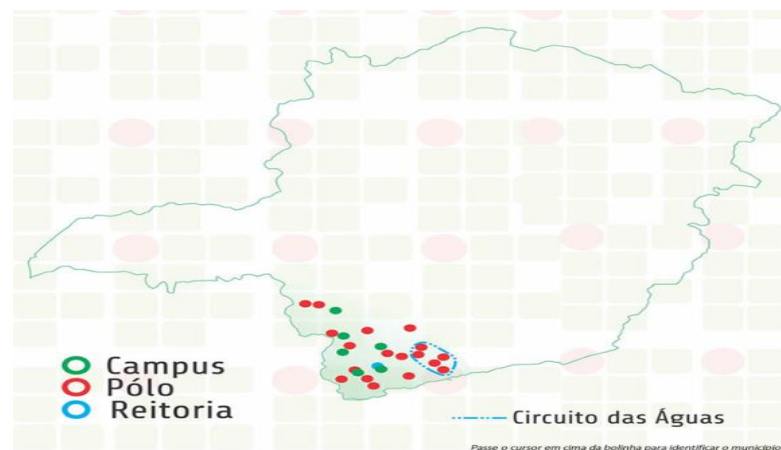 Campus
Pólo
Reitoria
Circuito das Águas
Passe o cursor em cima da bolinha para identificar o município